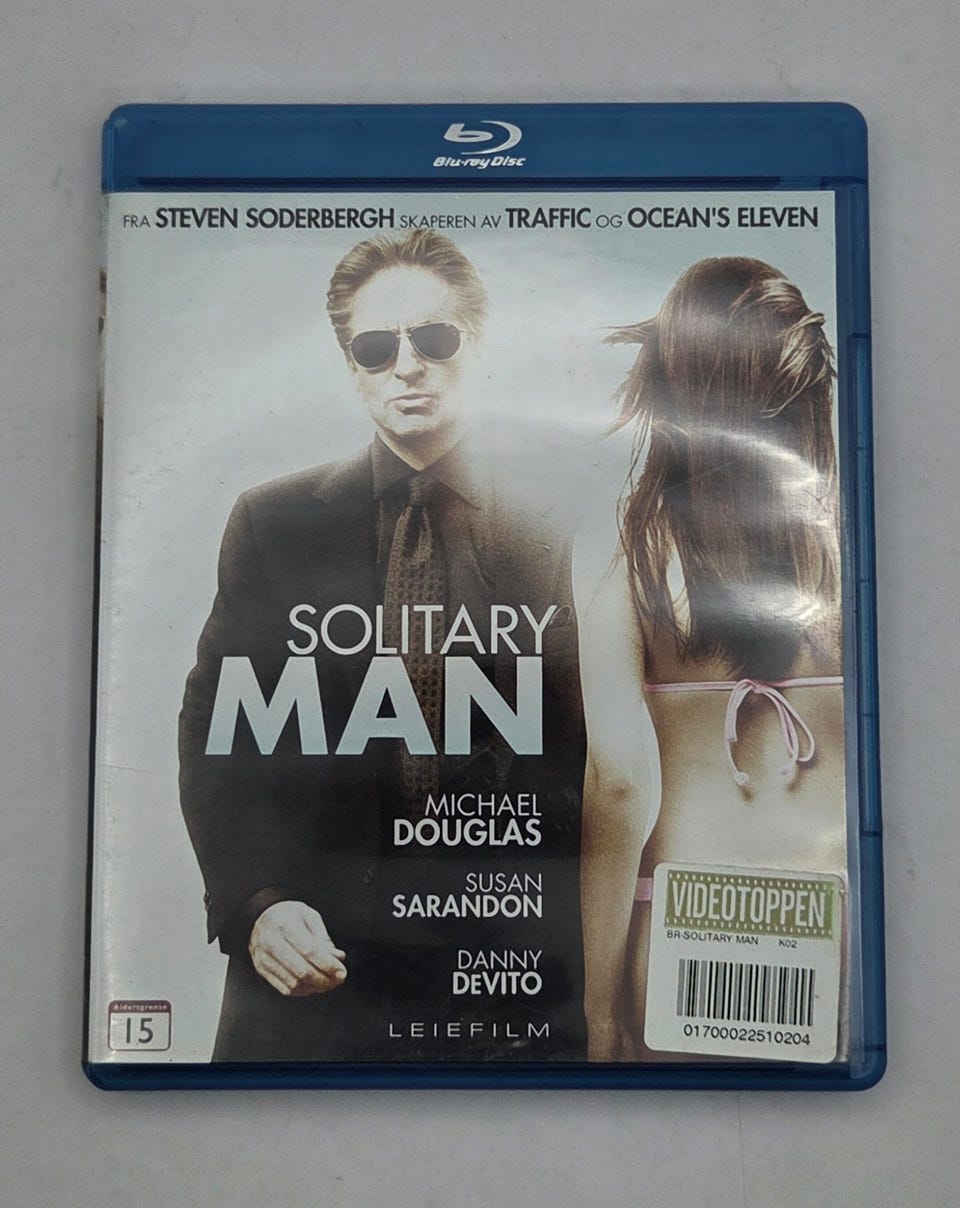 Blu-ray Disc
FRA STEVEN SODERBERGH SKAPEREN AV TRAFFIC OG OCEAN'S ELEVEN
SOLITARY
MAN
MICHAEL
DOUGLAS
SUSAN
SARANDON
DANNY
DEVITO
LEIEFILM
Aldersgrense
15
VIDEOTOPPEN
BR-SOLITARY MAN K02
01700022510204